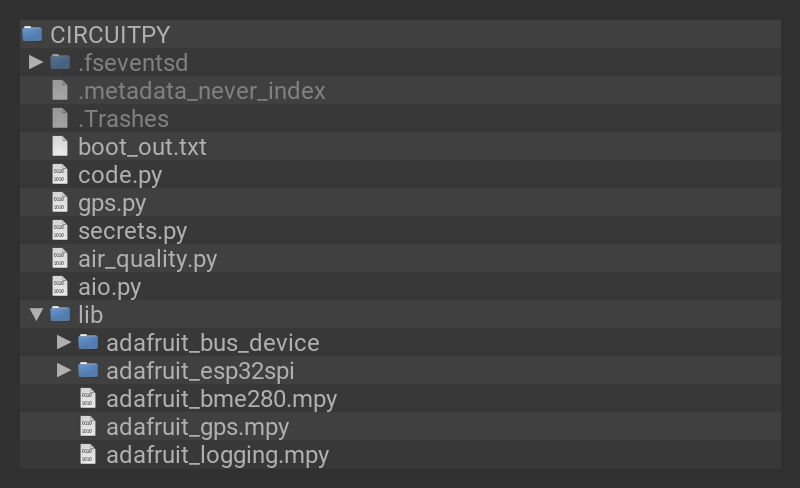 CIRCUITPY
.fseventsd
.metadata_never_index
.Trashes
boot_out.txt
code.py
gps.py
secrets.py
air_quality.py
aio.py
lib
adafruit_bus_device
adafruit_esp32spi
adafruit_bme280.mpy
adafruit_gps.mpy
adafruit_logging.mpy